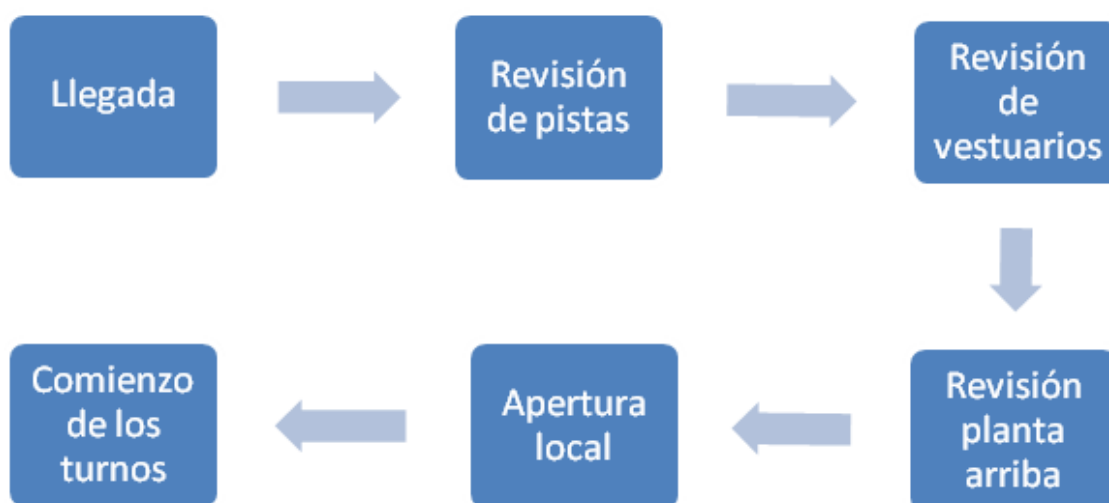 Llegada
Revisión
de pistas
Revisión
de
vestuarios
Revisión
planta
arriba
Apertura
local
Comienzo
de los
turnos